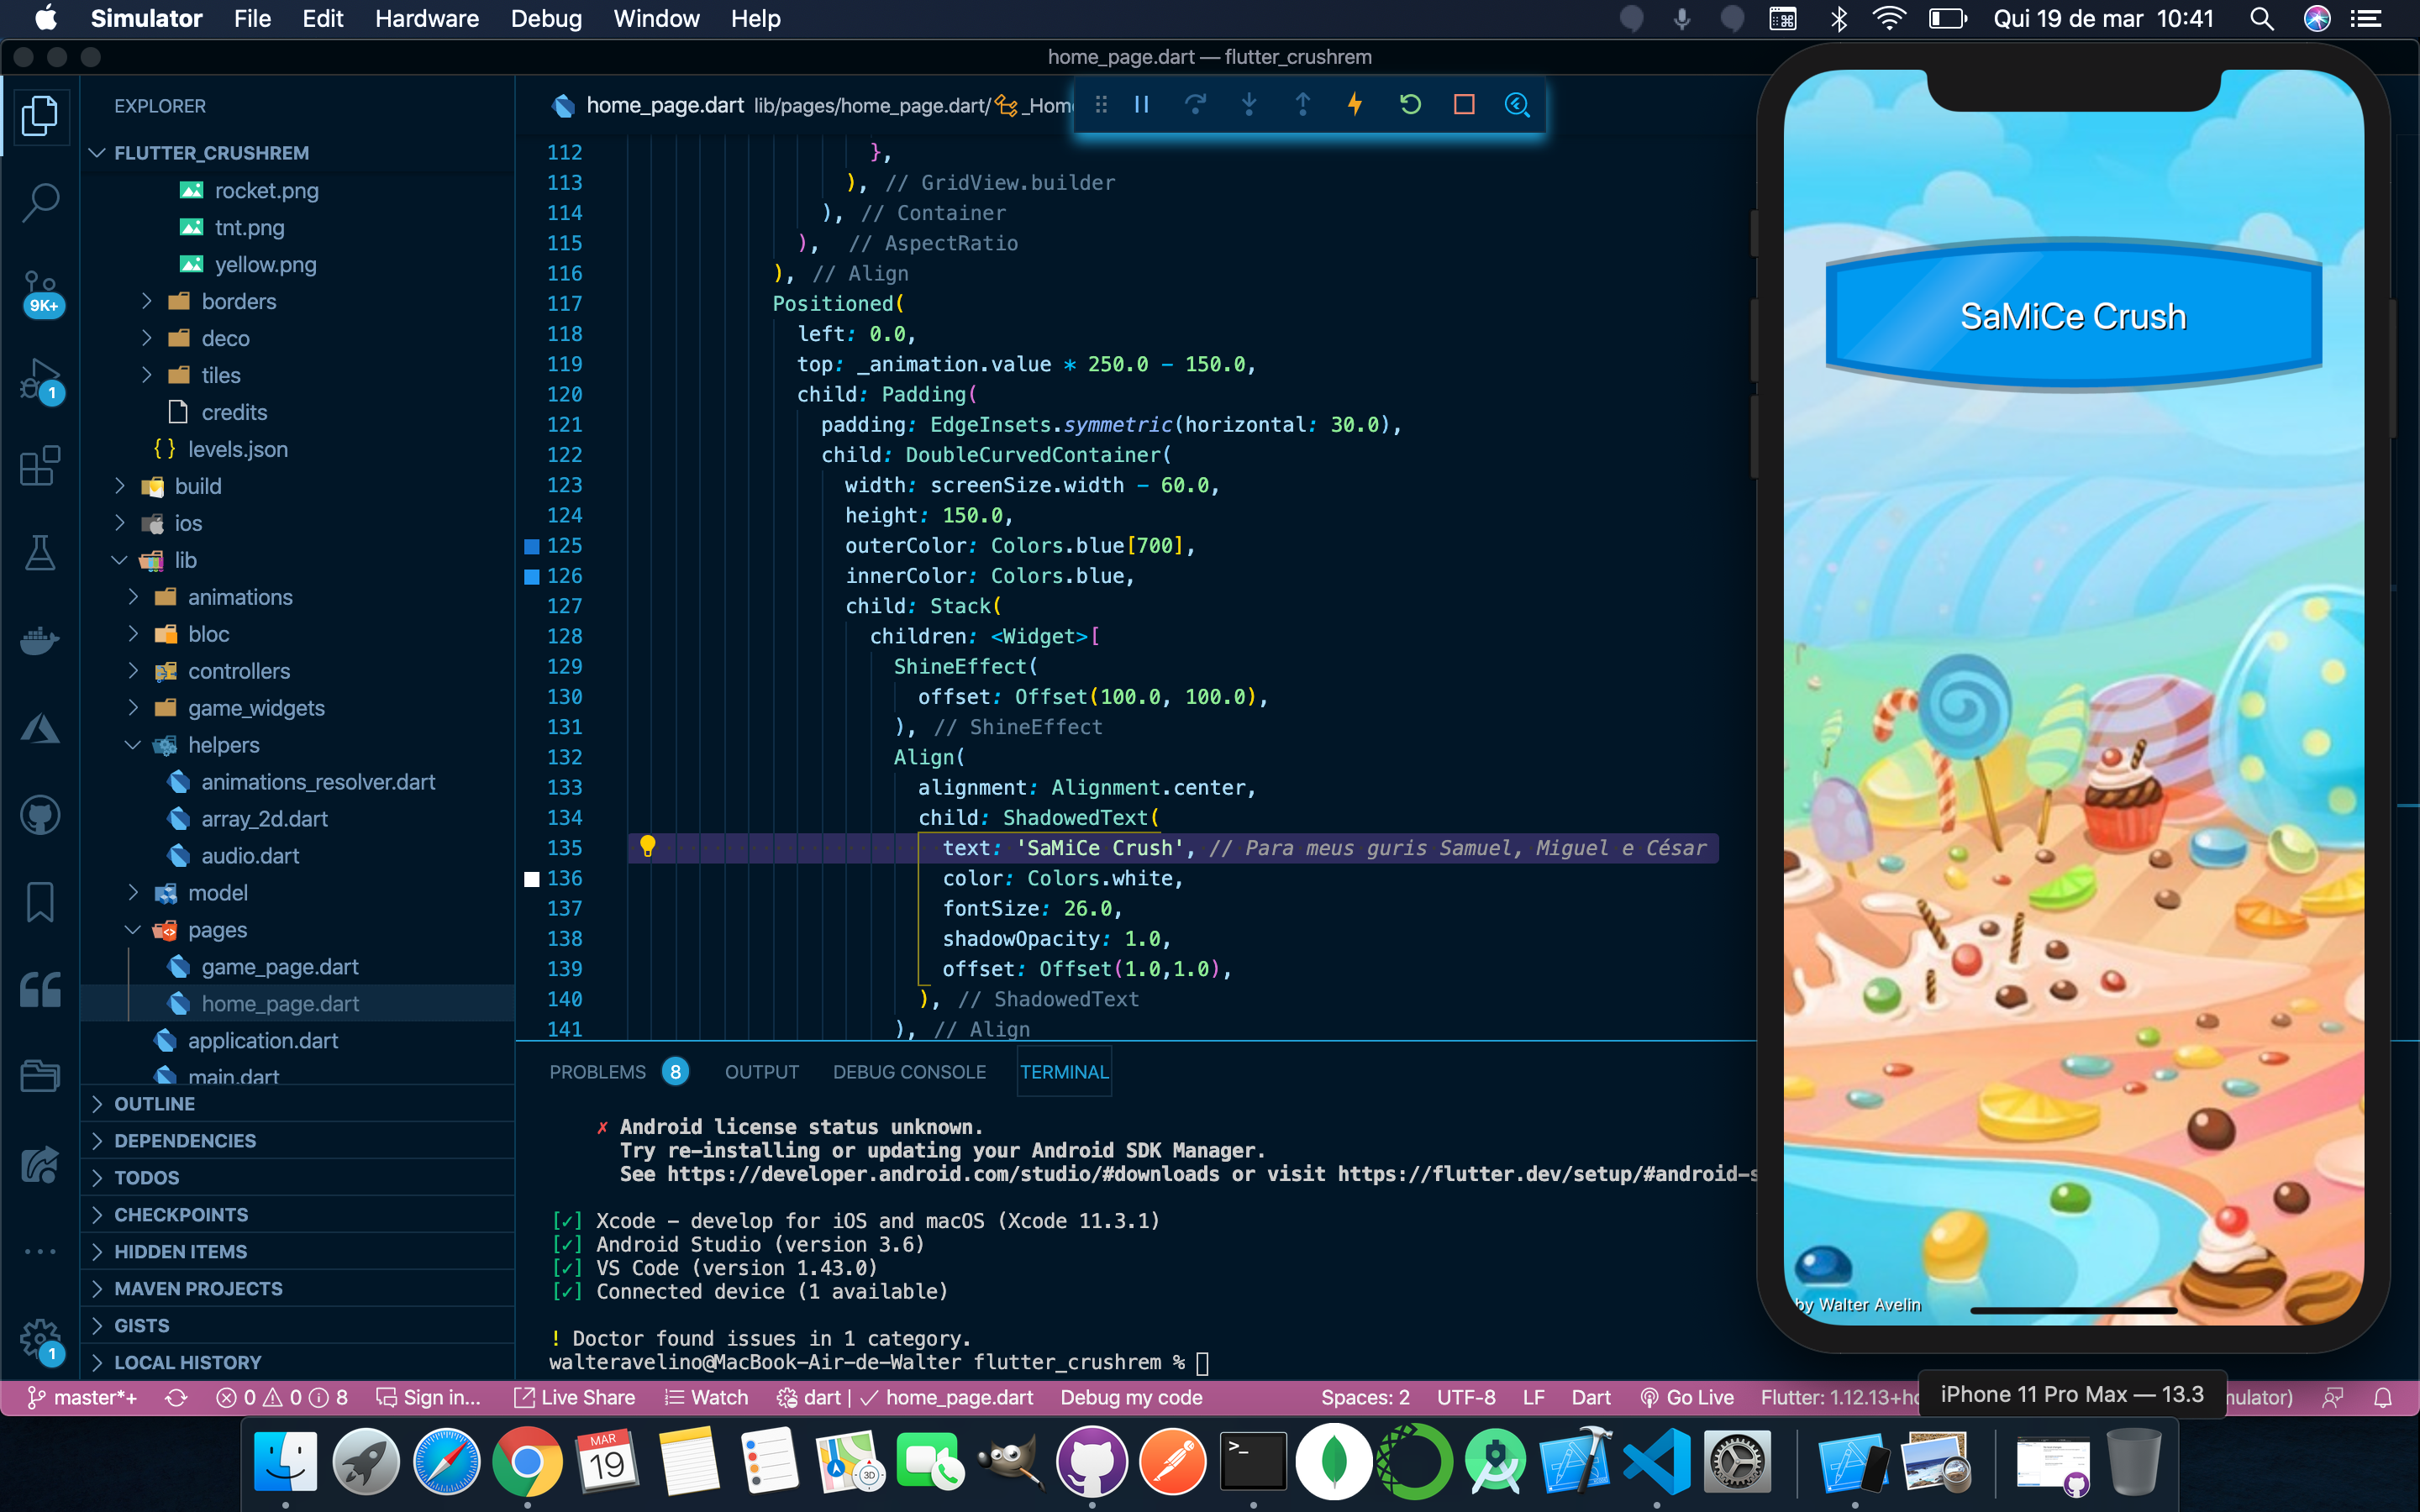 Simulator File Edit Hardware Debug Window Help
Qui 19 de mar 10:41
home_page.dart — flutter_crushrem
EXPLORER
FLUTTER_CRUSHREM
rocket.png
tnt.png
yellow.png
borders
deco
tiles
credits
{} levels.json
build
ios
lib
animations
bloc
controllers
game_widgets
helpers
animations_resolver.dart
array_2d.dart
audio.dart
model
pages
game_page.dart
home_page.dart
application.dart
main.dart
OUTLINE
DEPENDENCIES
TODOS
CHECKPOINTS
HIDDEN ITEMS
MAVEN PROJECTS
GISTS
LOCAL HISTORY
9K+
1
1
home_page.dart lib/pages/home_page.dart/
112 },
113 ), // GridView.builder
114 ), // Container
115 ), // AspectRatio
116 ), // Align
117 Positioned(
118 left: 0.0,
119 top: _animation.value * 250.0 - 150.0,
120 child: Padding(
121 padding: EdgeInsets.symmetric(horizontal: 30.0),
122 child: DoubleCurvedContainer(
123 width: screenSize.width - 60.0,
124 height: 150.0,
125 outerColor: Colors.blue[700],
126 innerColor: Colors.blue,
127 child: Stack(
128 children: <Widget>[
129 ShineEffect(
130 offset: Offset(100.0, 100.0),
131 ), // ShineEffect
132 Align(
133 alignment: Alignment.center,
134 child: ShadowedText(
135 text: 'SaMiCe Crush', // Para meus guris Samuel, Miguel e César
136 color: Colors.white,
137 fontSize: 26.0,
138 shadowOpacity: 1.0,
139 offset: Offset(1.0,1.0),
140 ), // ShadowedText
141 ), // Align
PROBLEMS 8 OUTPUT DEBUG CONSOLE TERMINAL
✗ Android license status unknown.
Try re-installing or updating your Android SDK Manager.
See https://developer.android.com/studio/#downloads or visit https://flutter.dev/setup/#android-s
[✓] Xcode - develop for iOS and macOS (Xcode 11.3.1)
[✓] Android Studio (version 3.6)
[✓] VS Code (version 1.43.0)
[✓] Connected device (1 available)
! Doctor found issues in 1 category.
walteravelino@MacBook-Air-de-Walter flutter_crushrem %
SaMiCe Crush
by Walter Avelin
master*+ 0 0 8 Sign in... Live Share Watch dart | ✓ home_page.dart Debug my code Spaces: 2 UTF-8 LF Dart Go Live Flutter: 1.12.13+ho
iPhone 11 Pro Max — 13.3
MAR
19
3D
>_